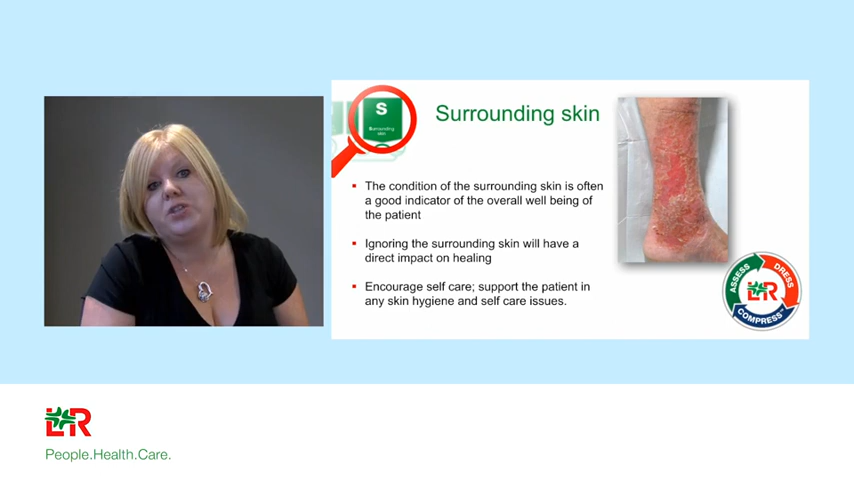 S
Surrounding
skin
Surrounding skin
The condition of the surrounding skin is often
a good indicator of the overall well being of
the patient
Ignoring the surrounding skin will have a
direct impact on healing
Encourage self care; support the patient in
any skin hygiene and self care issues.
ASSESS
DRESS
L&R
COMPRESS™
L&R
People.Health.Care.